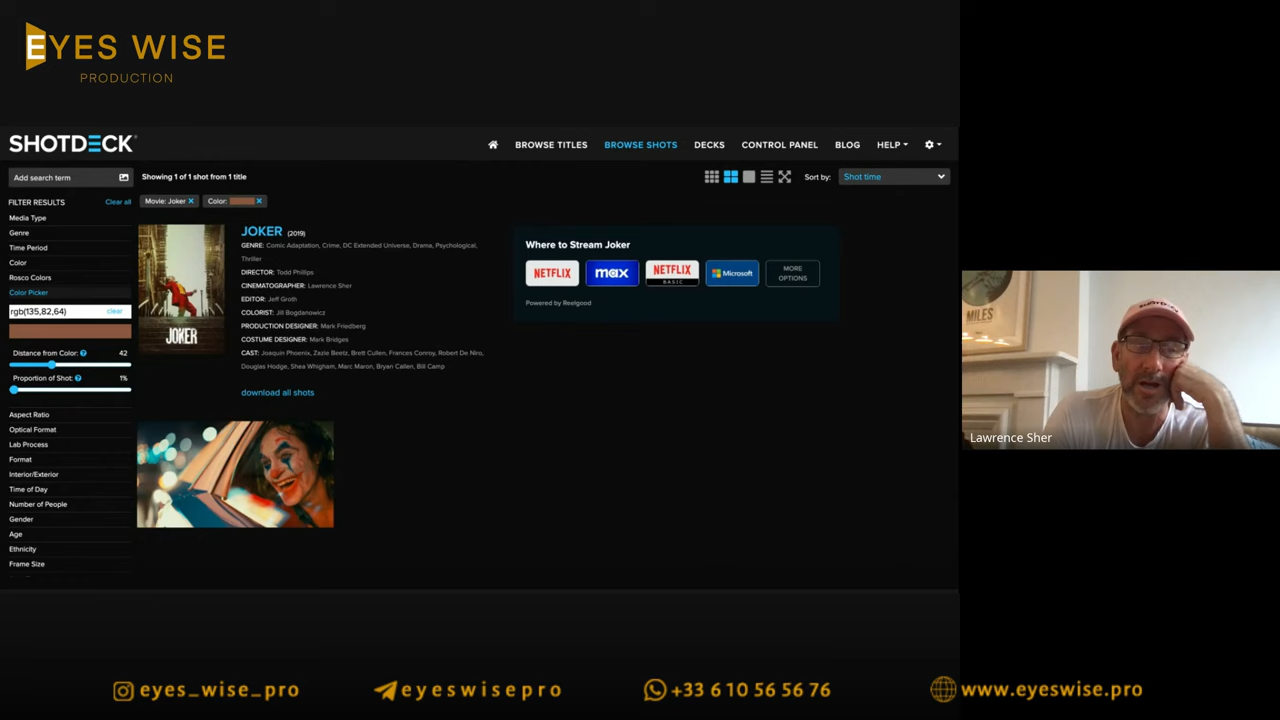 EYES WISE
PRODUCTION
SHOTDECK
BROWSE TITLES
BROWSE SHOTS
DECKS
CONTROL PANEL
BLOG
HELP
Add search term
Showing 1 of 1 shot from 1 title
Sort by:
Shot time
FILTER RESULTS
Clear all
Movie: Joker ×
Color: ×
Media Type
Genre
Time Period
Color
Rosco Colors
Color Picker
rgb(135,82,64)
Clear
Distance from Color: ? 42
Proportion of Shot: ? 1%
Aspect Ratio
Optical Format
Lab Process
Format
Interior/Exterior
Time of Day
Number of People
Gender
Age
Ethnicity
Frame Size
JOKER
JOKER (2019)
GENRE: Comic Adaptation, Crime, DC Extended Universe, Drama, Psychological,
Thriller
DIRECTOR: Todd Phillips
CINEMATOGRAPHER: Lawrence Sher
EDITOR: Jeff Groth
COLORIST: Jill Bogdanowicz
PRODUCTION DESIGNER: Mark Friedberg
COSTUME DESIGNER: Mark Bridges
CAST: Joaquin Phoenix, Zazie Beetz, Brett Cullen, Frances Conroy, Robert De Niro,
Douglas Hodge, Shea Whigham, Marc Maron, Bryan Callen, Bill Camp
download all shots
Where to Stream Joker
NETFLIX
max
NETFLIX
BASIC
Microsoft
MORE
OPTIONS
Powered by Reelgood
MILES
Lawrence Sher
eyes_wise_pro
eyeswisepro
+33 6 10 56 56 76
www.eyeswise.pro